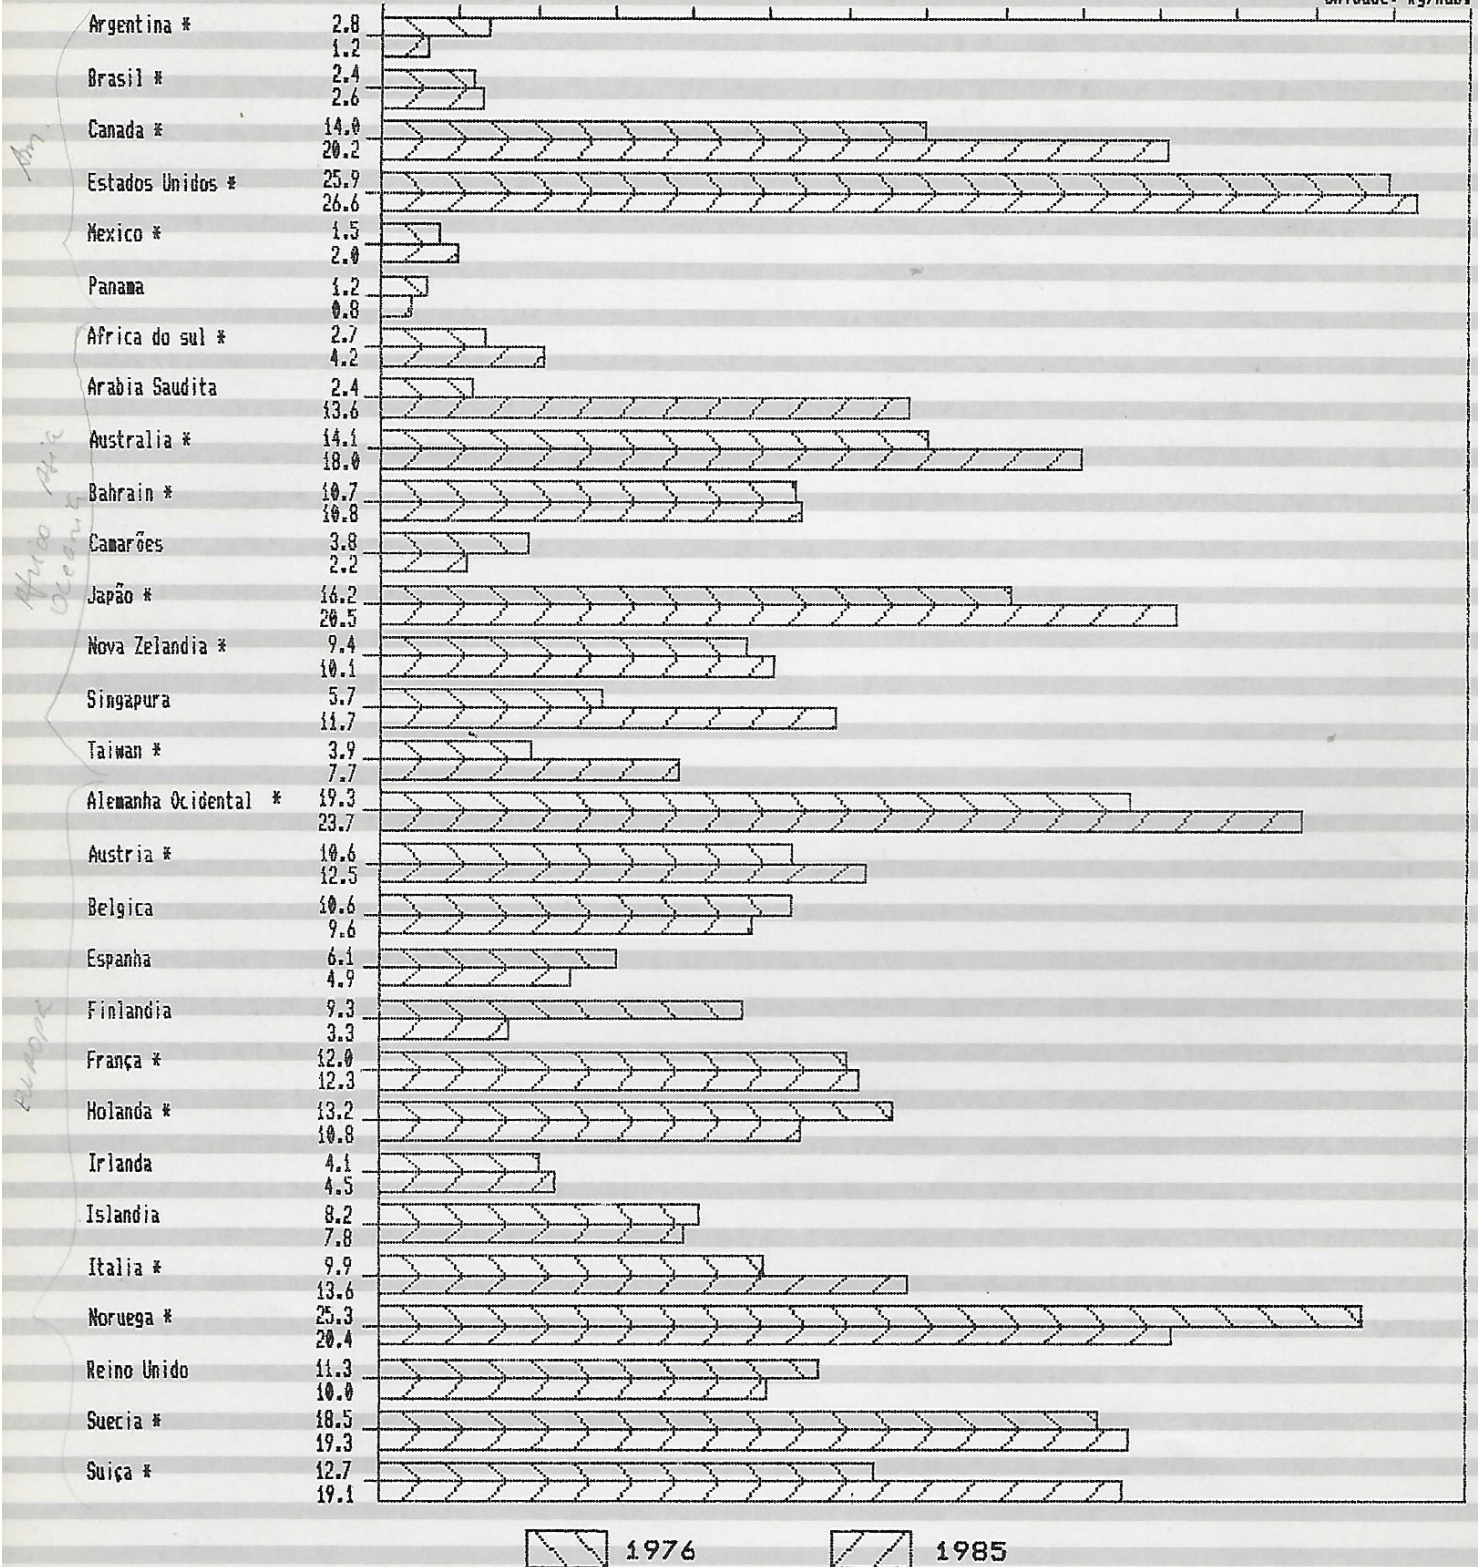 Unidade: kg/hab.
Argentina * 2.8
1.2
Brasil * 2.4
2.6
Canada * 14.0
20.2
Estados Unidos * 25.9
26.6
Mexico * 1.5
2.0
Panama 1.2
0.8
Africa do sul * 2.7
4.2
Arabia Saudita 2.4
13.6
Australia * 14.1
18.0
Bahrain * 10.7
10.8
Camarões 3.8
2.2
Japão * 16.2
20.5
Nova Zelandia * 9.4
10.1
Singapura 5.7
11.7
Taiwan * 3.9
7.7
Alemanha Ocidental * 19.3
23.7
Austria * 10.6
12.5
Belgica 10.6
9.6
Espanha 6.1
4.9
Finlandia 9.3
3.3
França * 12.0
12.3
Holanda * 13.2
10.8
Irlanda 4.1
4.5
Islandia 8.2
7.8
Italia * 9.9
13.6
Noruega * 25.3
20.4
Reino Unido 11.3
10.0
Suecia * 18.5
19.3
Suiça * 12.7
19.1
1976 1985
Am.
Oceania
Europa